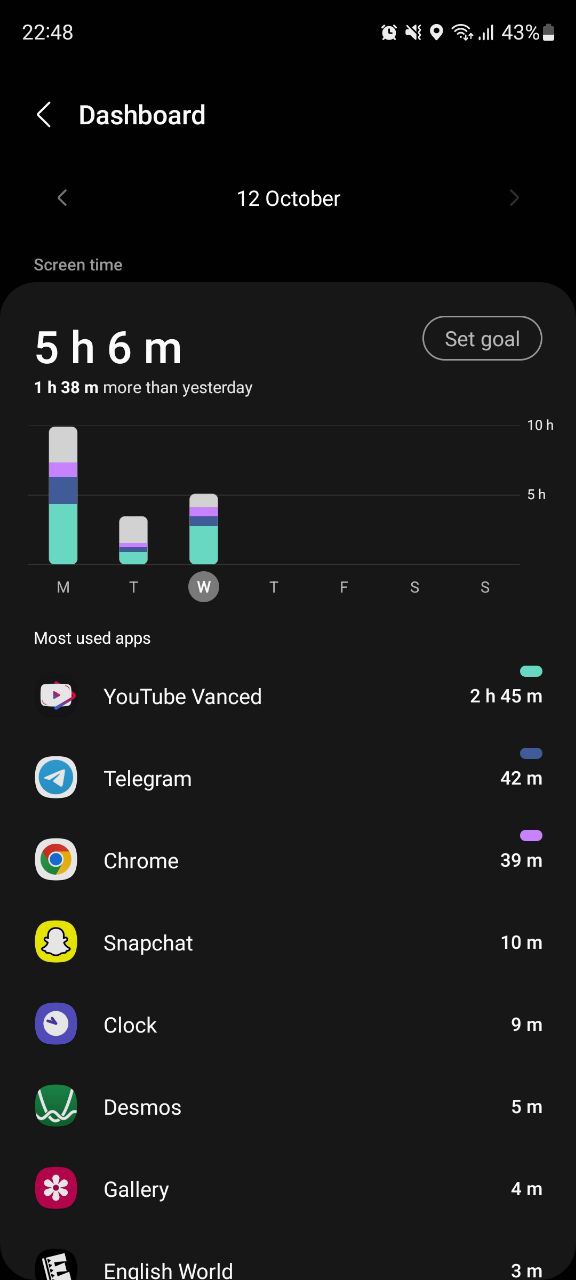 22:48
43%
Dashboard
12 October
Screen time
5 h 6 m
Set goal
1 h 38 m more than yesterday
10 h
5 h
M T W T F S S
Most used apps
YouTube Vanced 2 h 45 m
Telegram 42 m
Chrome 39 m
Snapchat 10 m
Clock 9 m
Desmos 5 m
Gallery 4 m
English World 3 m